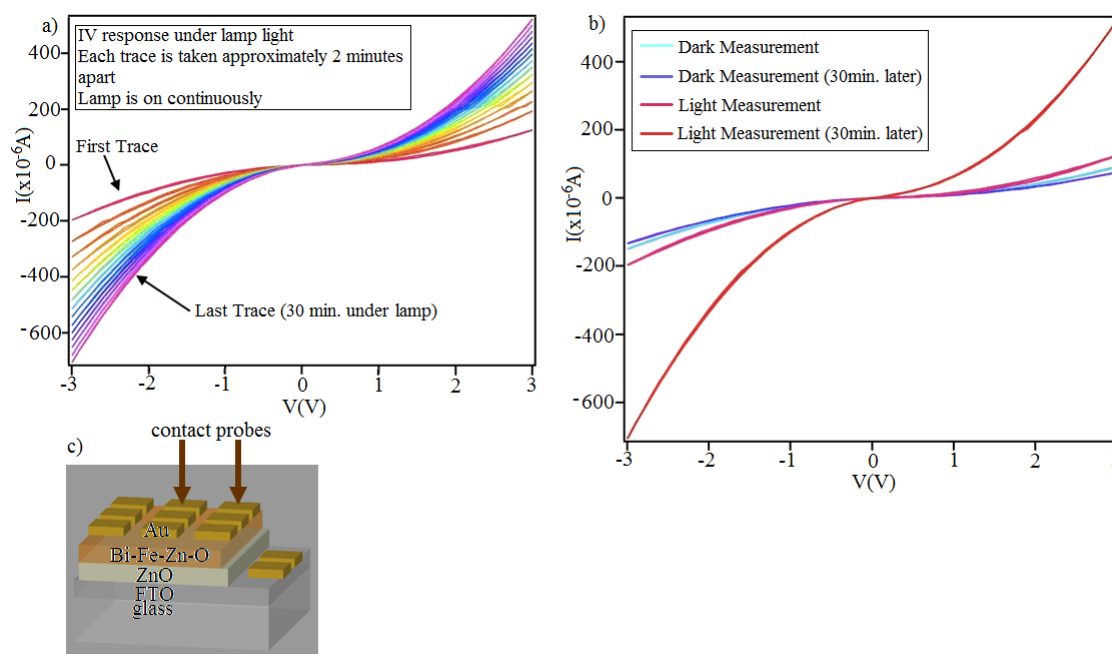 a)
IV response under lamp light
Each trace is taken approximately 2 minutes
apart
Lamp is on continuously
First Trace
Last Trace (30 min. under lamp)
I(x10⁻⁶A)
400
200
0
-200
-400
-600
-3
-2
-1
0
1
2
3
V(V)
b)
Dark Measurement
Dark Measurement (30min. later)
Light Measurement
Light Measurement (30min. later)
I(x10⁻⁶A)
400
200
0
-200
-400
-600
-3
-2
-1
0
1
2
V(V)
c)
contact probes
Au
Bi-Fe-Zn-O
ZnO
FTO
glass